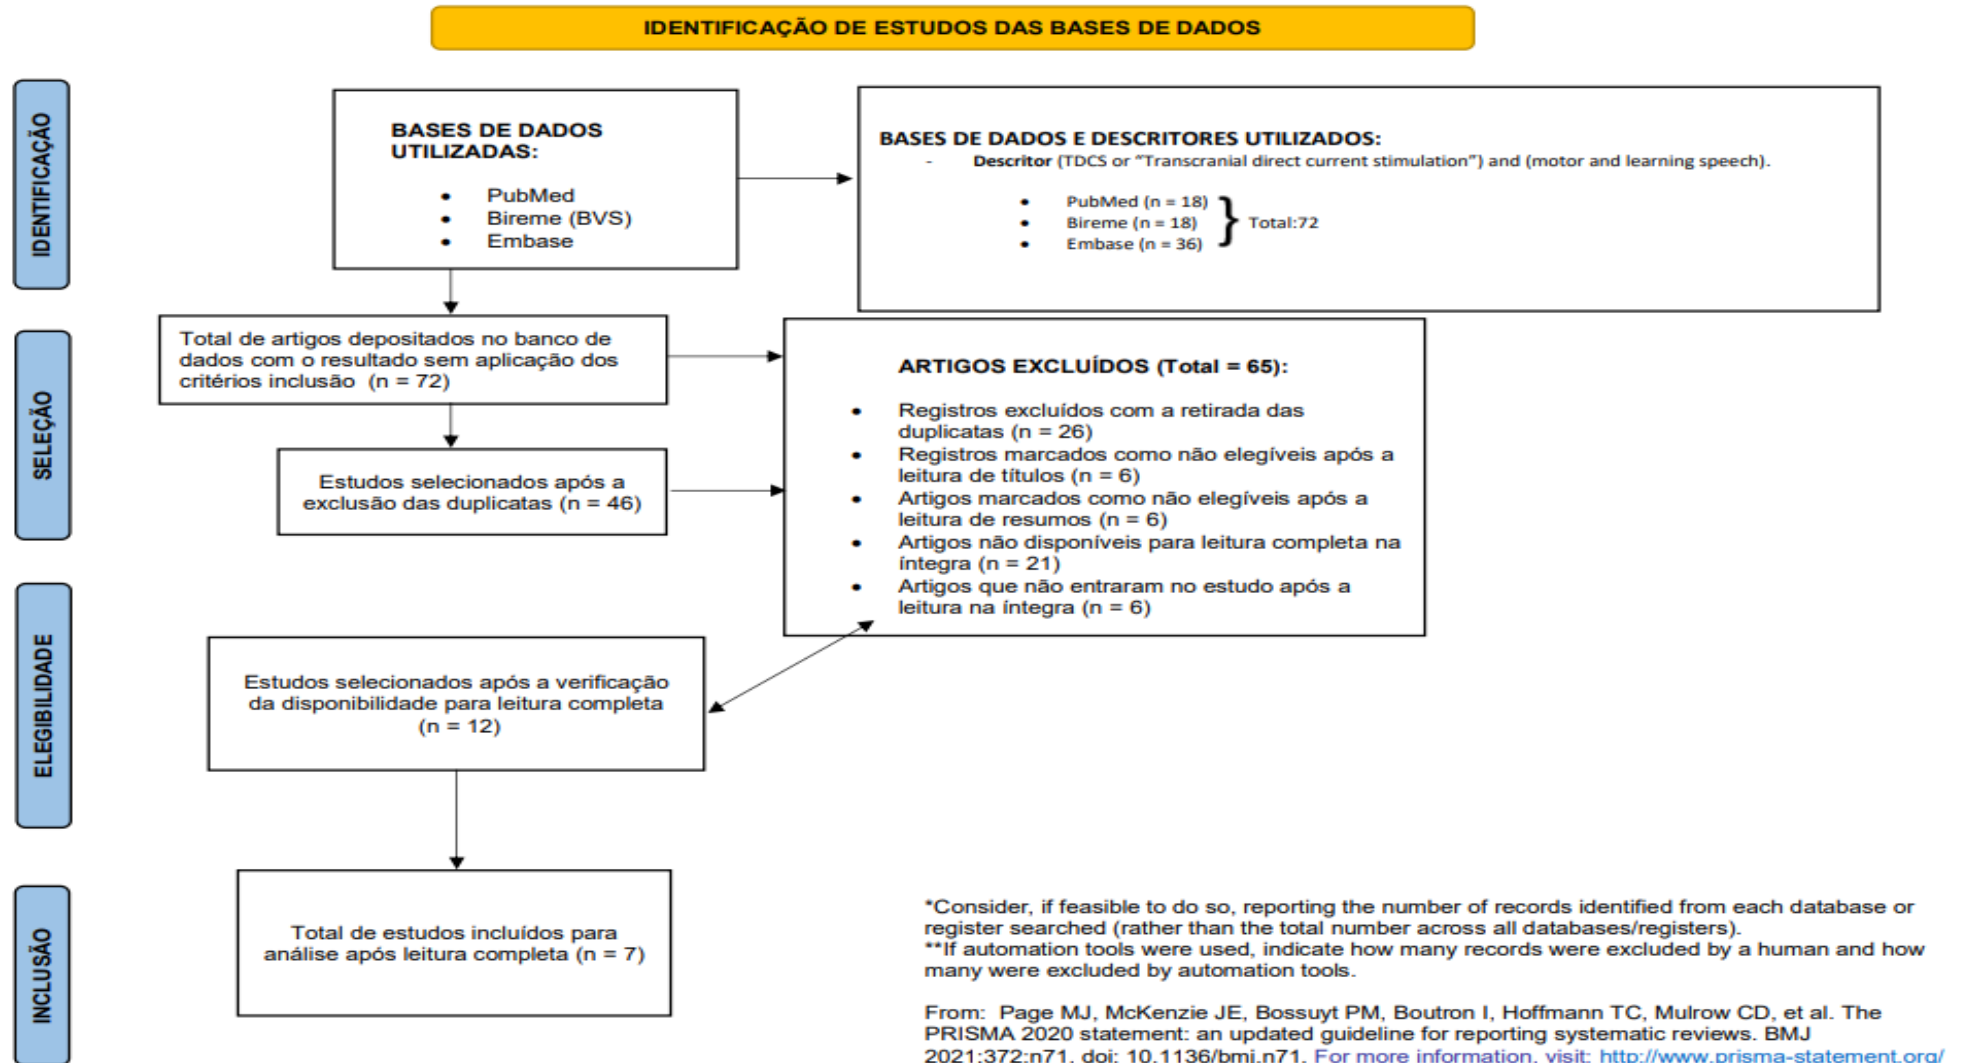 IDENTIFICAÇÃO DE ESTUDOS DAS BASES DE DADOS
IDENTIFICAÇÃO
BASES DE DADOS
UTILIZADAS:
• PubMed
• Bireme (BVS)
• Embase
BASES DE DADOS E DESCRITORES UTILIZADOS:
- Descritor (TDCS or “Transcranial direct current stimulation”) and (motor and learning speech).
• PubMed (n = 18)
• Bireme (n = 18) } Total:72
• Embase (n = 36)
SELEÇÃO
Total de artigos depositados no banco de
dados com o resultado sem aplicação dos
critérios inclusão (n = 72)
Estudos selecionados após a
exclusão das duplicatas (n = 46)
ARTIGOS EXCLUÍDOS (Total = 65):
• Registros excluídos com a retirada das
duplicatas (n = 26)
• Registros marcados como não elegíveis após a
leitura de títulos (n = 6)
• Artigos marcados como não elegíveis após a
leitura de resumos (n = 6)
• Artigos não disponíveis para leitura completa na
íntegra (n = 21)
• Artigos que não entraram no estudo após a
leitura na íntegra (n = 6)
ELEGIBILIDADE
Estudos selecionados após a verificação
da disponibilidade para leitura completa
(n = 12)
INCLUSÃO
Total de estudos incluídos para
análise após leitura completa (n = 7)
*Consider, if feasible to do so, reporting the number of records identified from each database or
register searched (rather than the total number across all databases/registers).
**If automation tools were used, indicate how many records were excluded by a human and how
many were excluded by automation tools.
From: Page MJ, McKenzie JE, Bossuyt PM, Boutron I, Hoffmann TC, Mulrow CD, et al. The
PRISMA 2020 statement: an updated guideline for reporting systematic reviews. BMJ
2021;372:n71. doi: 10.1136/bmj.n71. For more information, visit: http://www.prisma-statement.org/